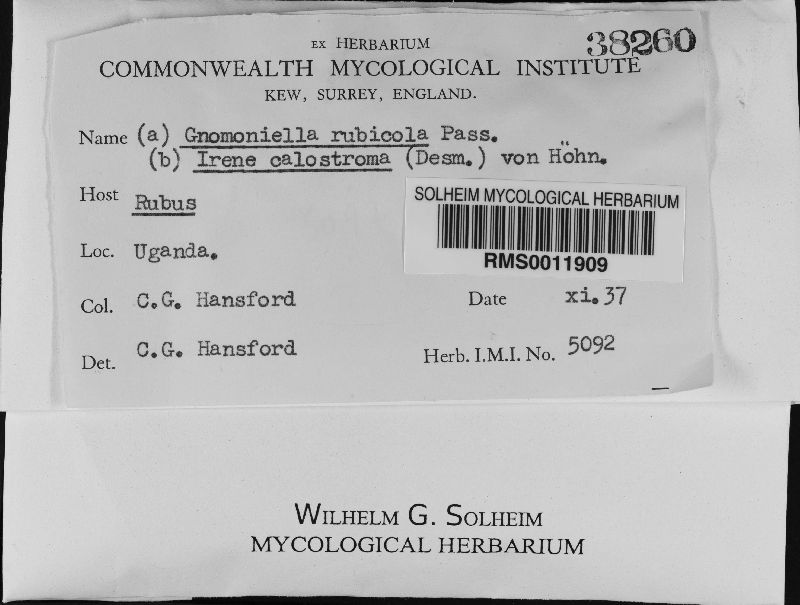 38260
EX HERBARIUM
COMMONWEALTH MYCOLOGICAL INSTITUTE
KEW, SURREY, ENGLAND.
Name (a) Gnomoniella rubicola Pass.
(b) Irene calostroma (Desm.) von Höhn.
Host Rubus
SOLHEIM MYCOLOGICAL HERBARIUM
RMS0011909
Loc. Uganda.
Col. C.G. Hansford Date xi.37
Det. C.G. Hansford Herb. I.M.I. No. 5092
WILHELM G. SOLHEIM
MYCOLOGICAL HERBARIUM